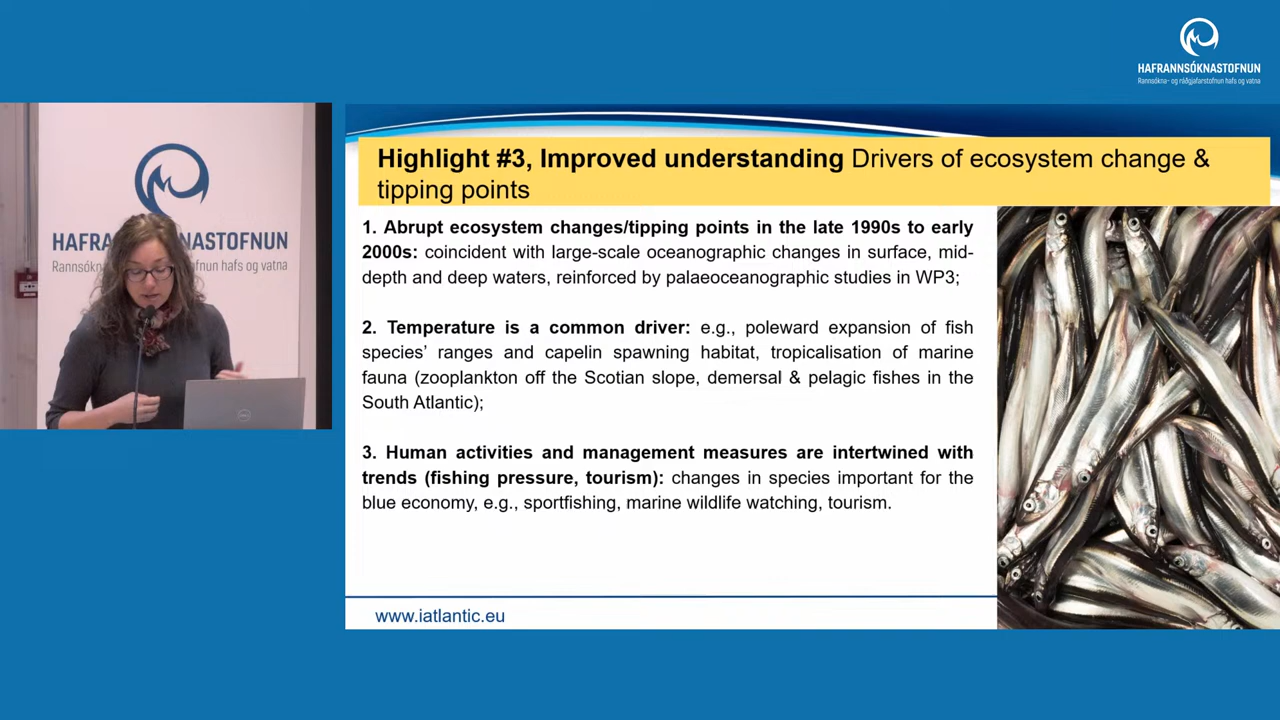 HAFRANNSÓKNASTOFNUN
Rannsókna- og ráðgjafarstofnun hafs og vatna
HAFRA NASTOFNUN
Rannsókna nun hafs og vatna
Highlight #3, Improved understanding Drivers of ecosystem change &
tipping points
1. Abrupt ecosystem changes/tipping points in the late 1990s to early
2000s: coincident with large-scale oceanographic changes in surface, mid-
depth and deep waters, reinforced by palaeoceanographic studies in WP3;
2. Temperature is a common driver: e.g., poleward expansion of fish
species’ ranges and capelin spawning habitat, tropicalisation of marine
fauna (zooplankton off the Scotian slope, demersal & pelagic fishes in the
South Atlantic);
3. Human activities and management measures are intertwined with
trends (fishing pressure, tourism): changes in species important for the
blue economy, e.g., sportfishing, marine wildlife watching, tourism.
www.iatlantic.eu